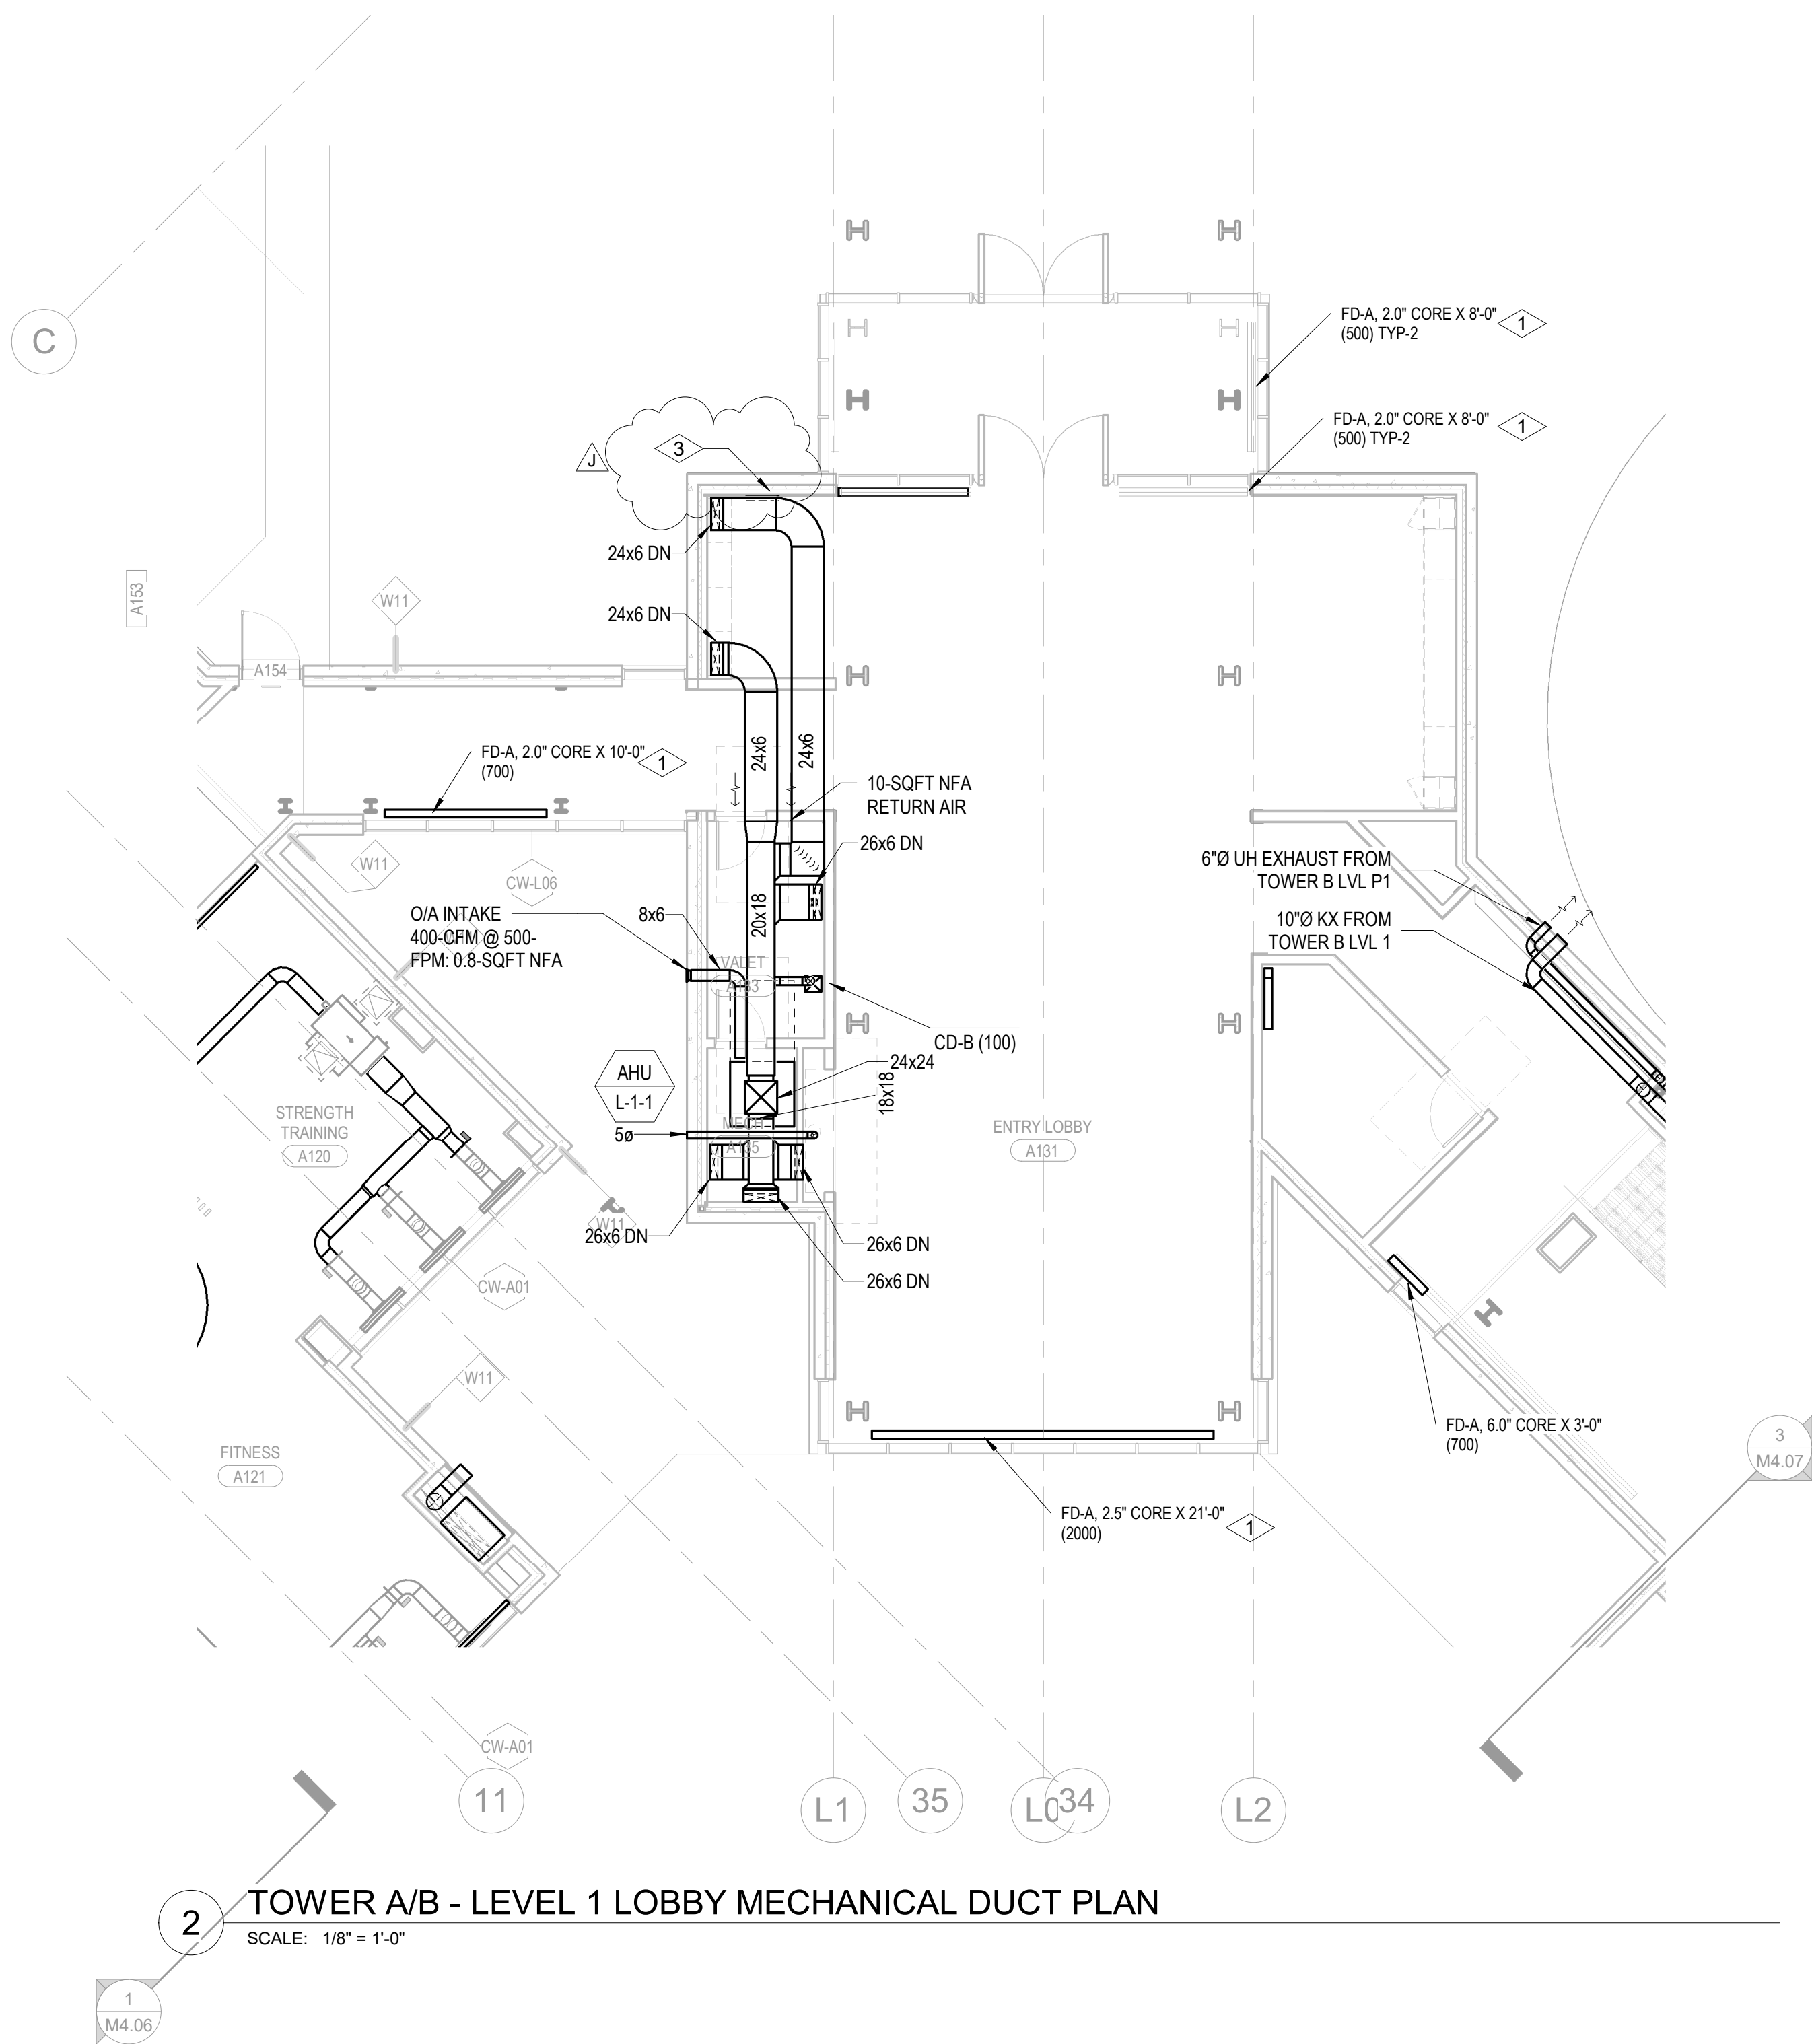 C
FD-A, 2.0" CORE X 8'-0"
(500) TYP-2
1
FD-A, 2.0" CORE X 8'-0"
(500) TYP-2
1
3
J
24x6 DN
24x6 DN
A153
W11
A154
24x6
24x6
FD-A, 2.0" CORE X 10'-0"
(700)
1
10-SQFT NFA
RETURN AIR
26x6 DN
W11
CW-L06
6"Ø UH EXHAUST FROM
TOWER B LVL P1
O/A INTAKE
400-CFM @ 500-
FPM: 0.8-SQFT NFA
8x6
20x18
10"Ø KX FROM
TOWER B LVL 1
VALET
CD-B (100)
24x24
18x18
AHU
L-1-1
STRENGTH
TRAINING
A120
5ø
MECH
ENTRY LOBBY
A131
W11
26x6 DN
26x6 DN
26x6 DN
CW-A01
W11
FITNESS
A121
FD-A, 6.0" CORE X 3'-0"
(700)
3
M4.07
FD-A, 2.5" CORE X 21'-0"
(2000)
1
CW-A01
11
L1
35
L0
34
L2
2
TOWER A/B - LEVEL 1 LOBBY MECHANICAL DUCT PLAN
SCALE: 1/8" = 1'-0"
1
M4.06